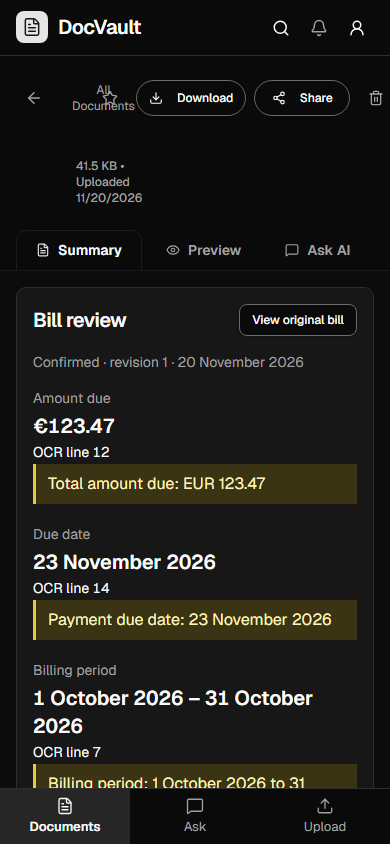 DocVault
All Documents
Download
Share
41.5 KB •
Uploaded
11/20/2026
Summary
Preview
Ask AI
Bill review
View original bill
Confirmed · revision 1 · 20 November 2026
Amount due
€123.47
OCR line 12
Total amount due: EUR 123.47
Due date
23 November 2026
OCR line 14
Payment due date: 23 November 2026
Billing period
1 October 2026 – 31 October
2026
OCR line 7
Billing period: 1 October 2026 to 31
Documents
Ask
Upload